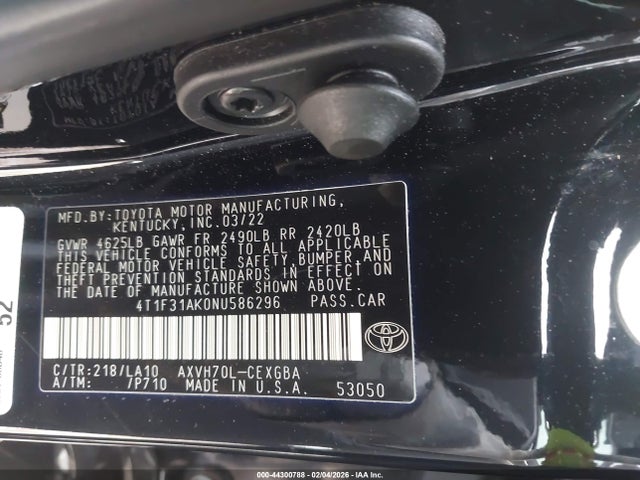 MFD.BY:TOYOTA MOTOR MANUFACTURING,
KENTUCKY, INC. 03/22
GVWR 4625LB GAWR FR 2490LB RR 2420LB
THIS VEHICLE CONFORMS TO ALL APPLICABLE
FEDERAL MOTOR VEHICLE SAFETY, BUMPER, AND
THEFT PREVENTION STANDARDS IN EFFECT ON
THE DATE OF MANUFACTURE SHOWN ABOVE.
4T1F31AK0NU586296 PASS.CAR
C/TR:218/LA10 AXVH70L-CEXGBA
A/TM: /P710 MADE IN U.S.A. 53050
52
000-44300788 - 02/04/2026 - IAA Inc.